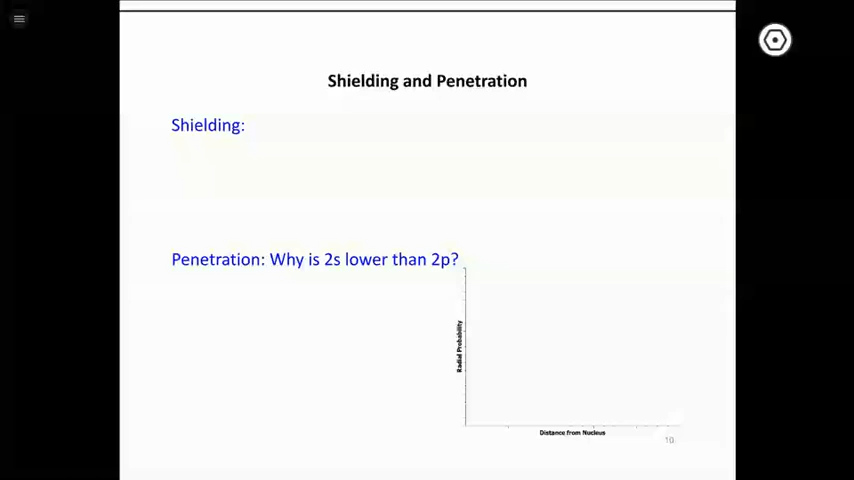 Shielding and Penetration
Shielding:
Penetration: Why is 2s lower than 2p?
Radial Probability
Distance from Nucleus
10